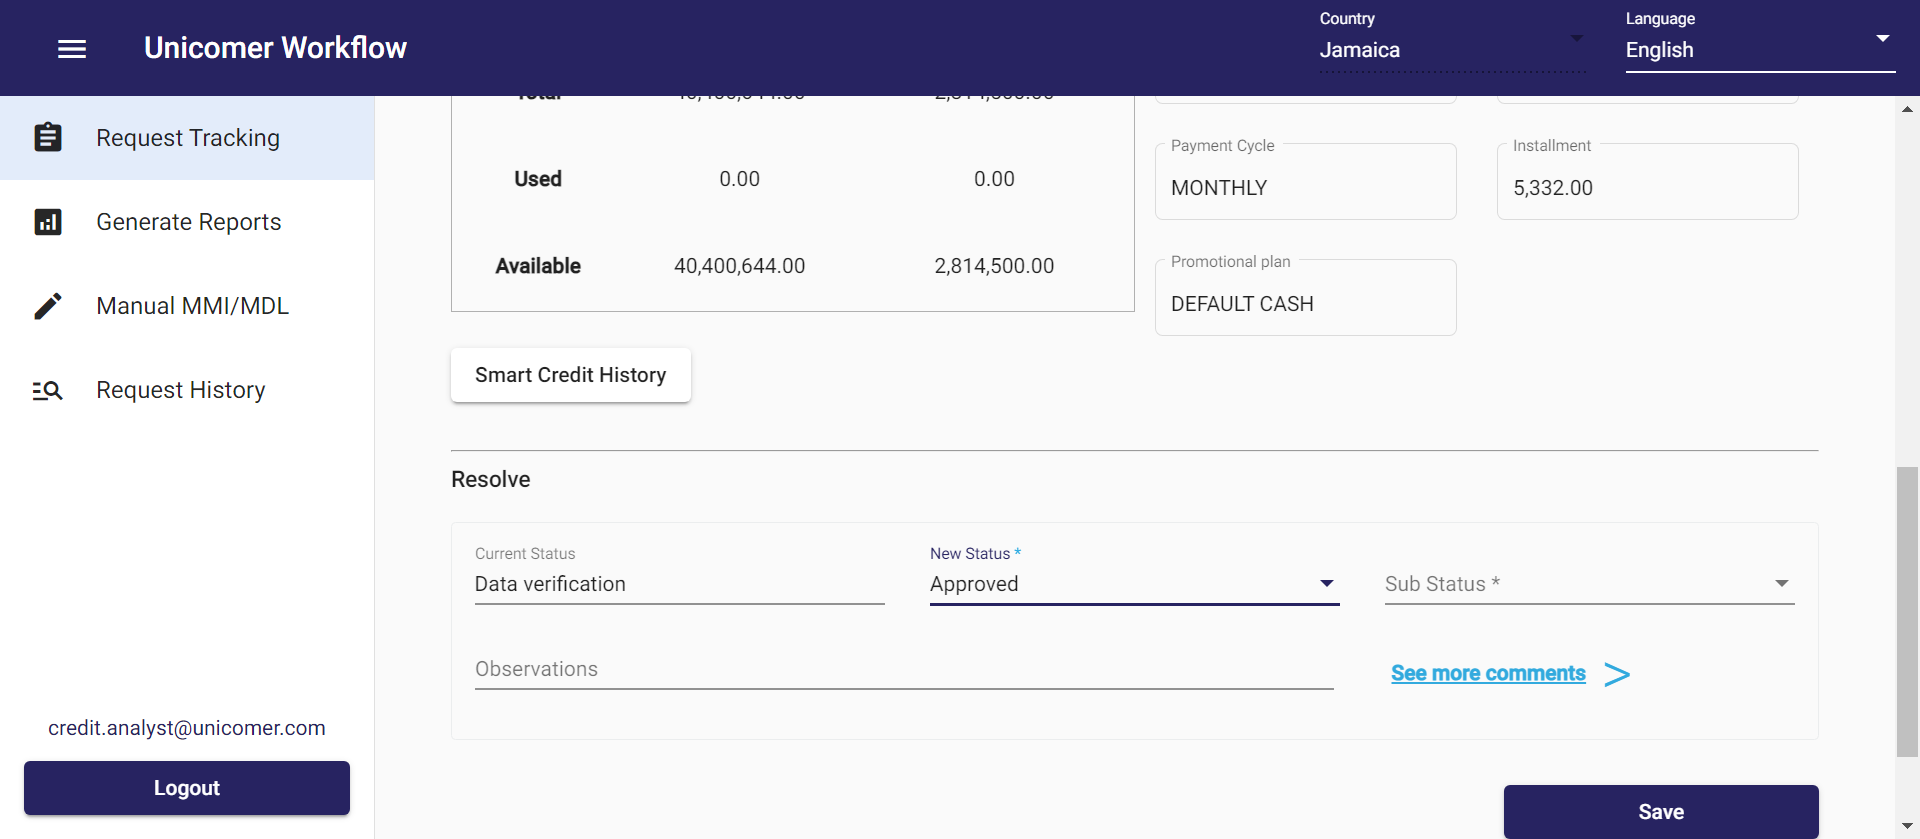 Unicomer Workflow
Country
Jamaica
Language
English
Request Tracking
Generate Reports
Manual MMI/MDL
Request History
credit.analyst@unicomer.com
Logout
Used 0.00 0.00
Available 40,400,644.00 2,814,500.00
Payment Cycle
MONTHLY
Installment
5,332.00
Promotional plan
DEFAULT CASH
Smart Credit History
Resolve
Current Status
Data verification
New Status *
Approved
Sub Status *
Observations
See more comments >
Save